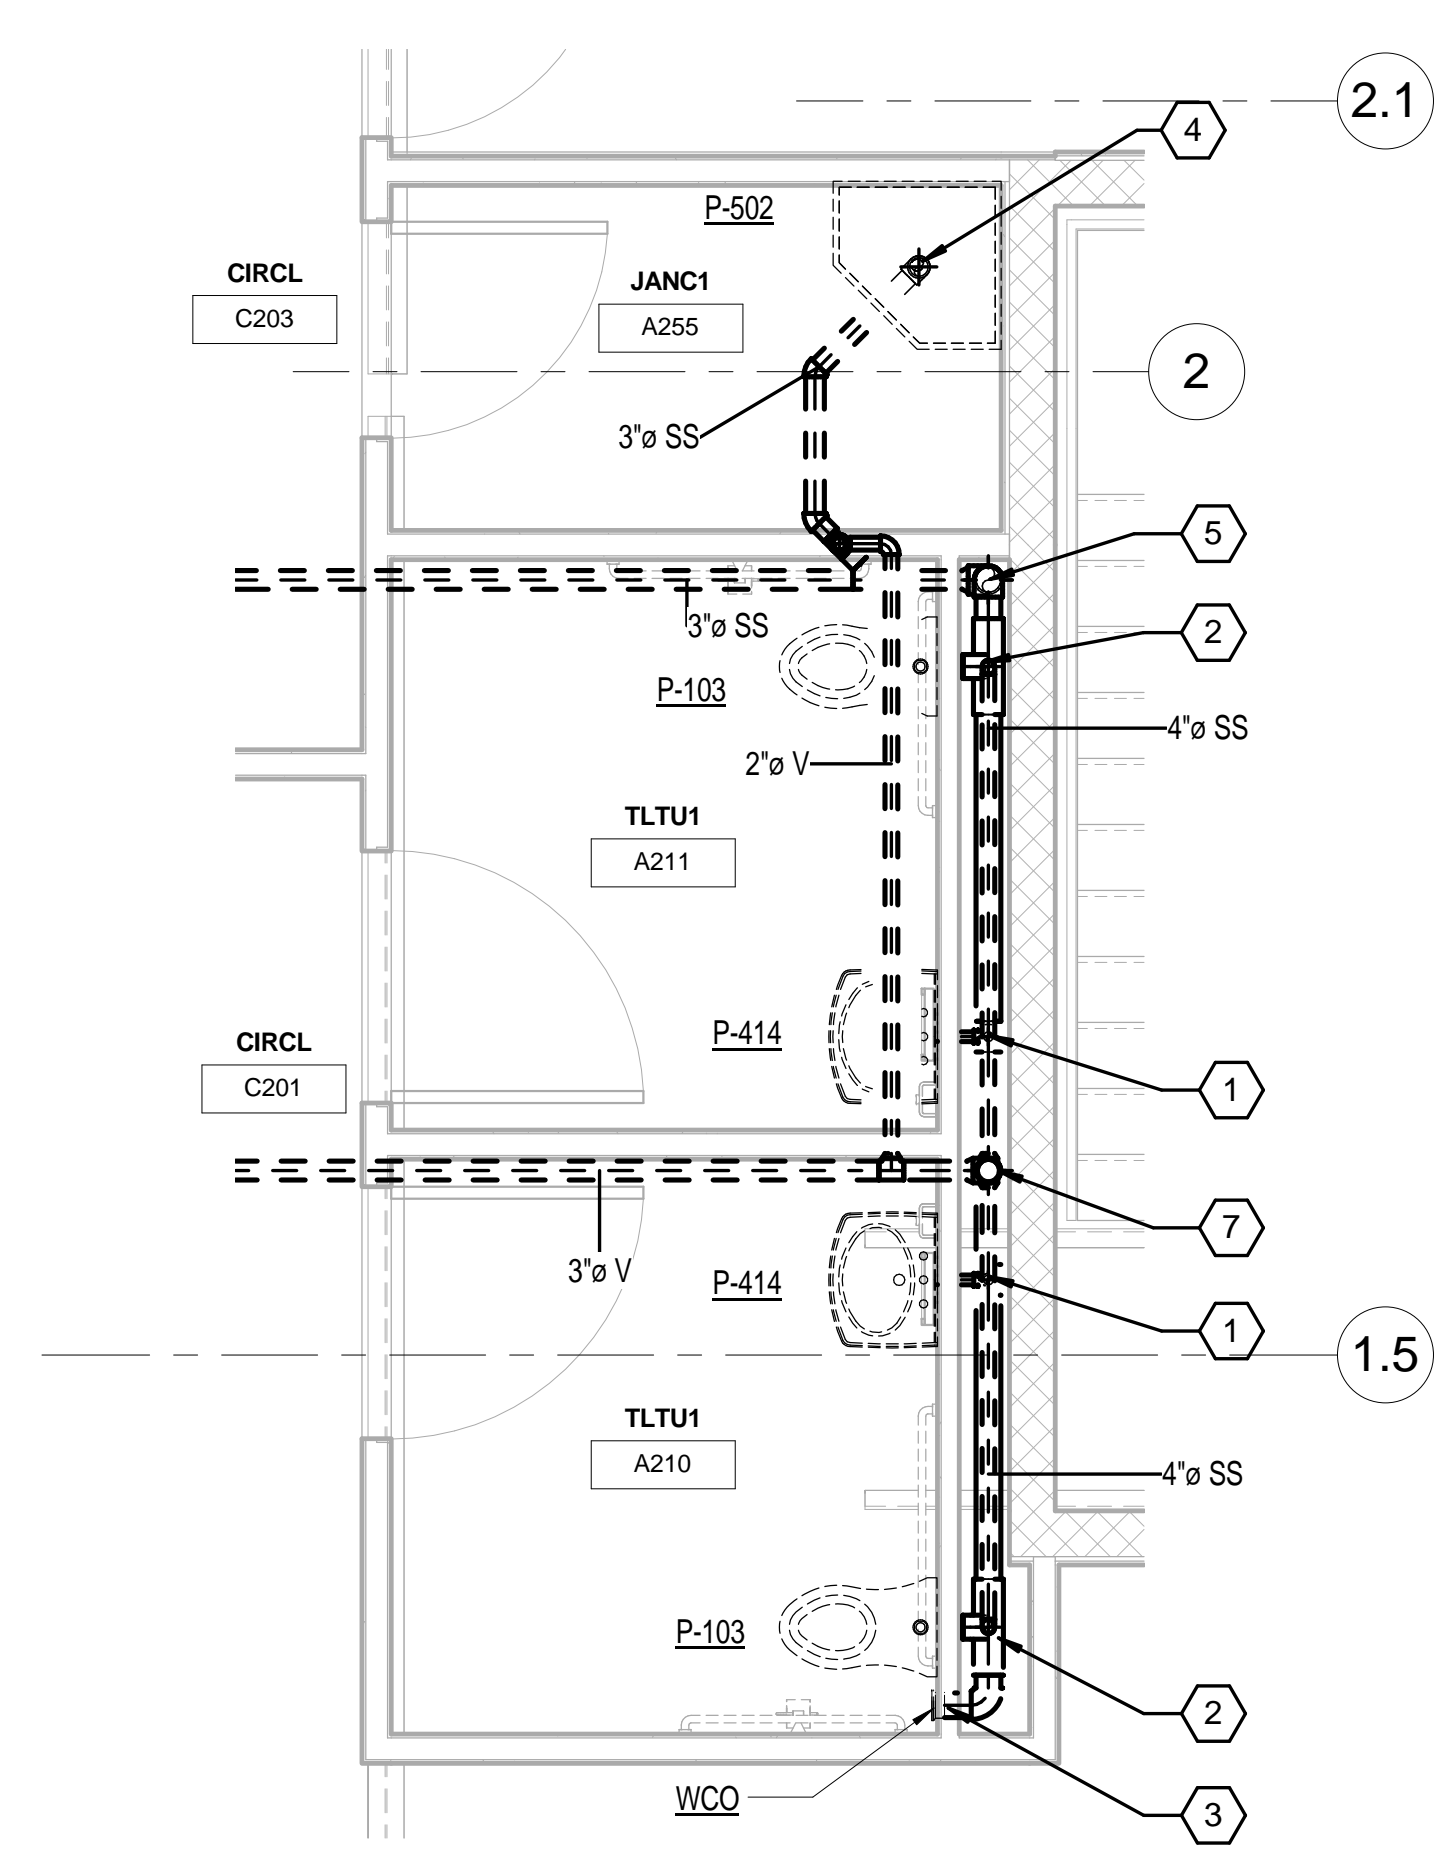 2.1
4
P-502
CIRCL
C203
JANC1
A255
2
3"ø SS
5
3"ø SS
2
P-103
4"ø SS
2"ø V
TLTU1
A211
P-414
CIRCL
C201
1
7
3"ø V
P-414
1
1.5
TLTU1
A210
4"ø SS
P-103
2
WCO
3